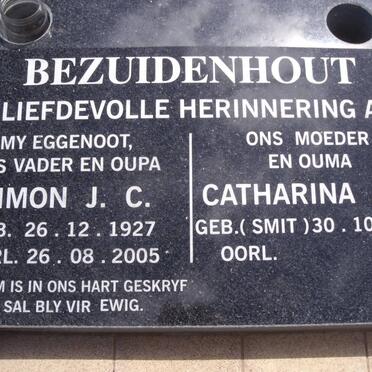 BEZUIDENHOUT
LIEFDEVOLLE HERINNERING A
MY EGGENOOT,
S VADER EN OUPA
IMON J. C.
B. 26.12.1927
RL. 26.08.2005
M IS IN ONS HART GESKRYF
SAL BLY VIR EWIG.
ONS MOEDER
EN OUMA
CATHARINA
GEB.( SMIT )30.10
OORL.